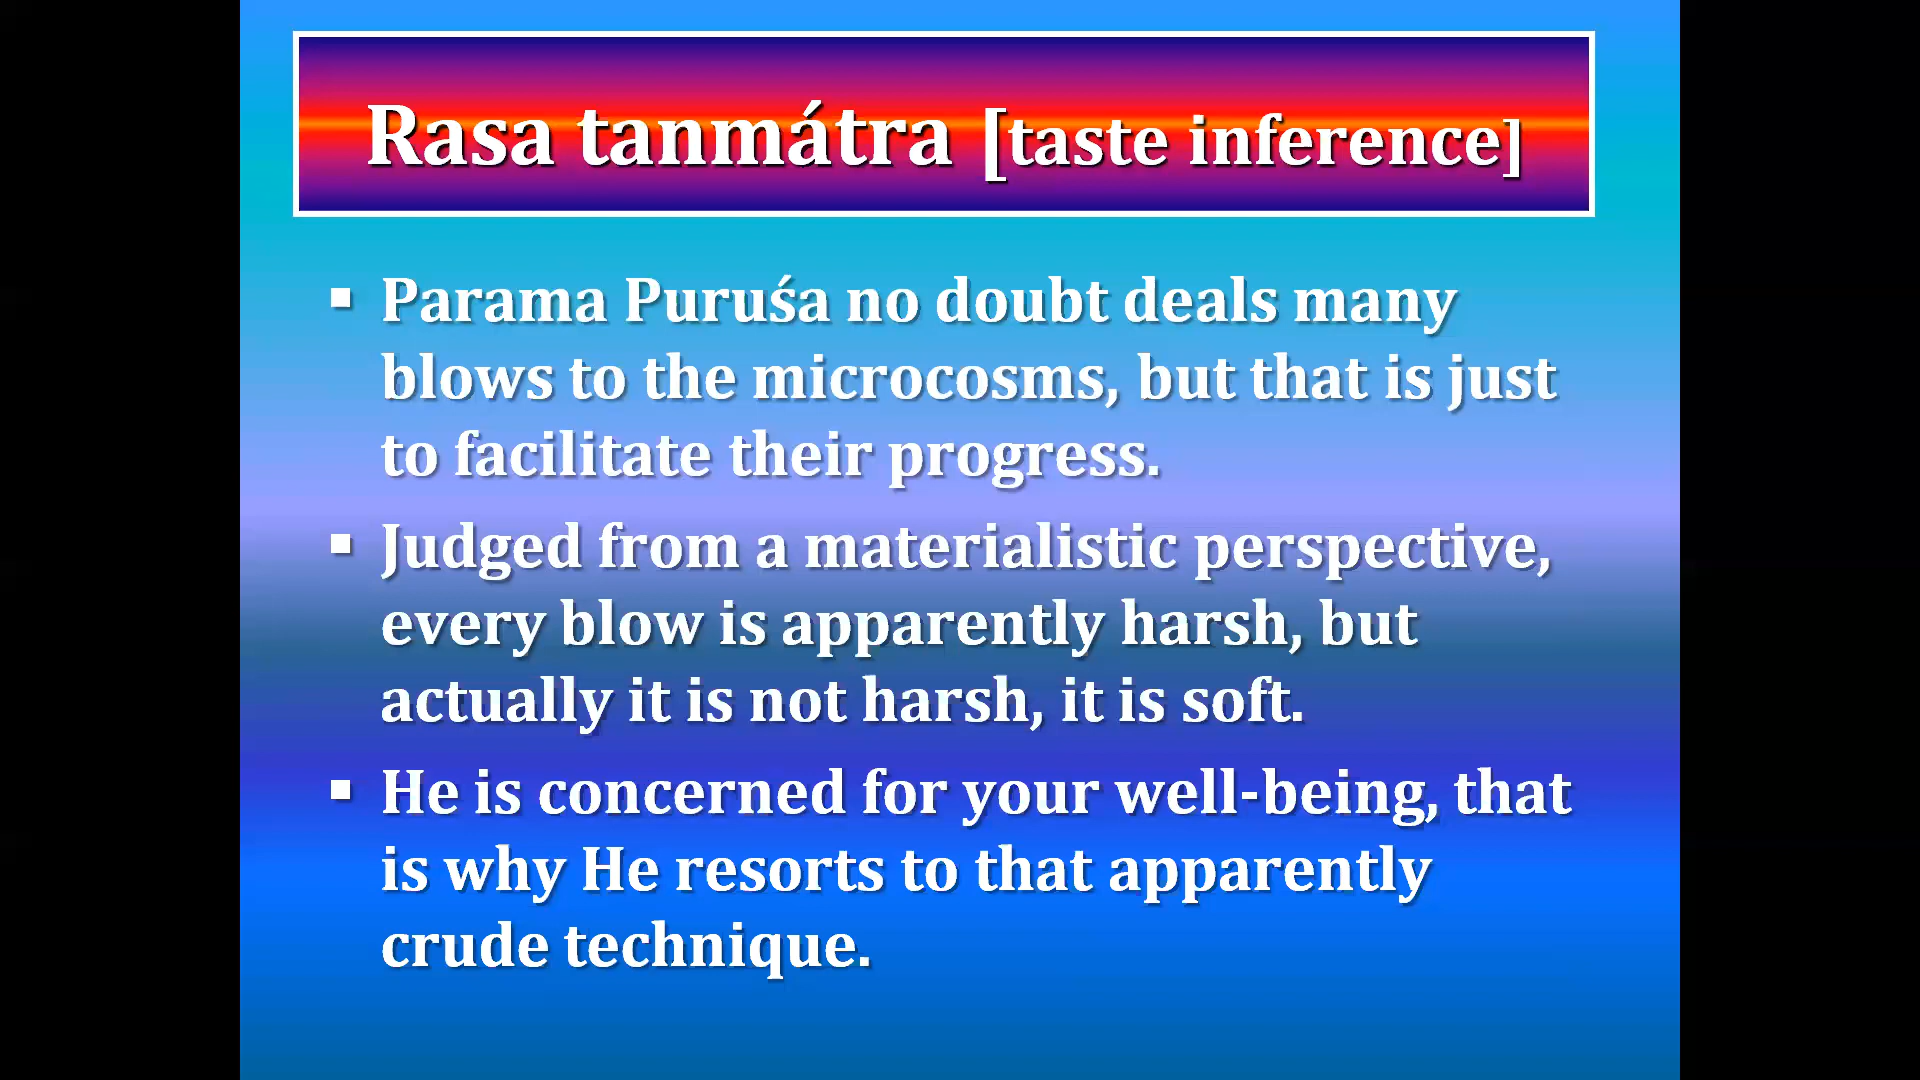 Rasa tanmátra [taste inference]
▪ Parama Puruśa no doubt deals many
blows to the microcosms, but that is just
to facilitate their progress.
▪ Judged from a materialistic perspective,
every blow is apparently harsh, but
actually it is not harsh, it is soft.
▪ He is concerned for your well-being, that
is why He resorts to that apparently
crude technique.